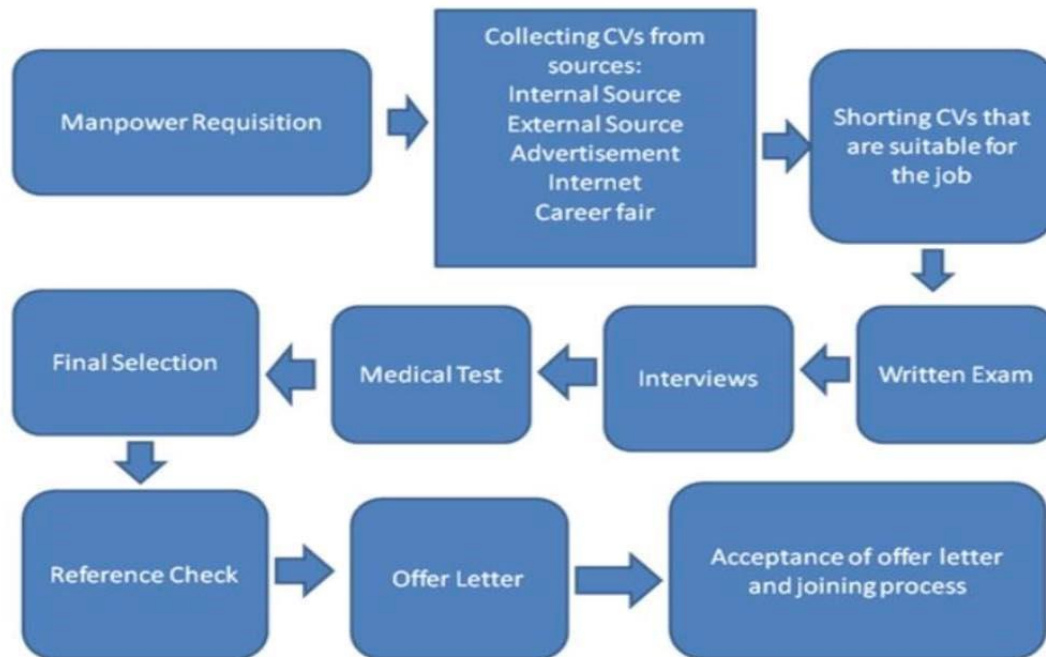 Manpower Requisition
Collecting CVs from
sources:
Internal Source
External Source
Advertisement
Internet
Career fair
Shorting CVs that
are suitable for
the job
Written Exam
Interviews
Medical Test
Final Selection
Reference Check
Offer Letter
Acceptance of offer letter
and joining process